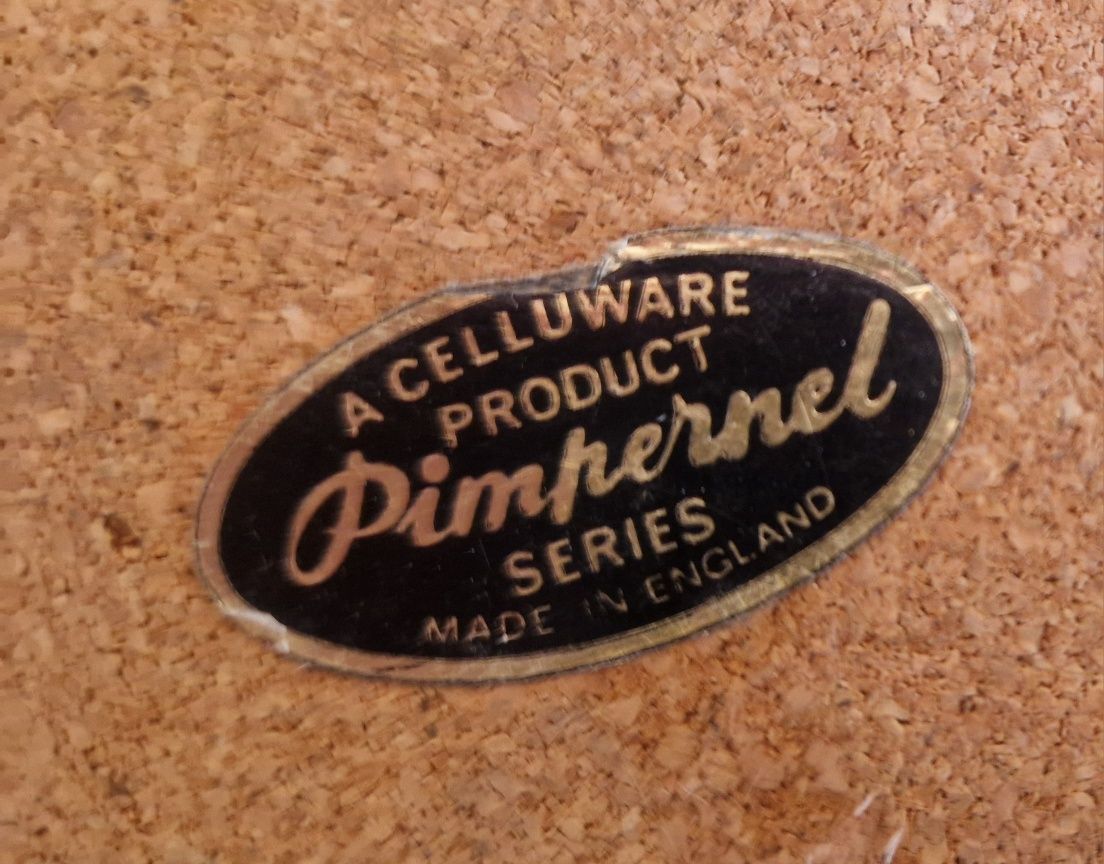 A CELLUWARE
PRODUCT
Pimpernel
SERIES
MADE IN ENGLAND